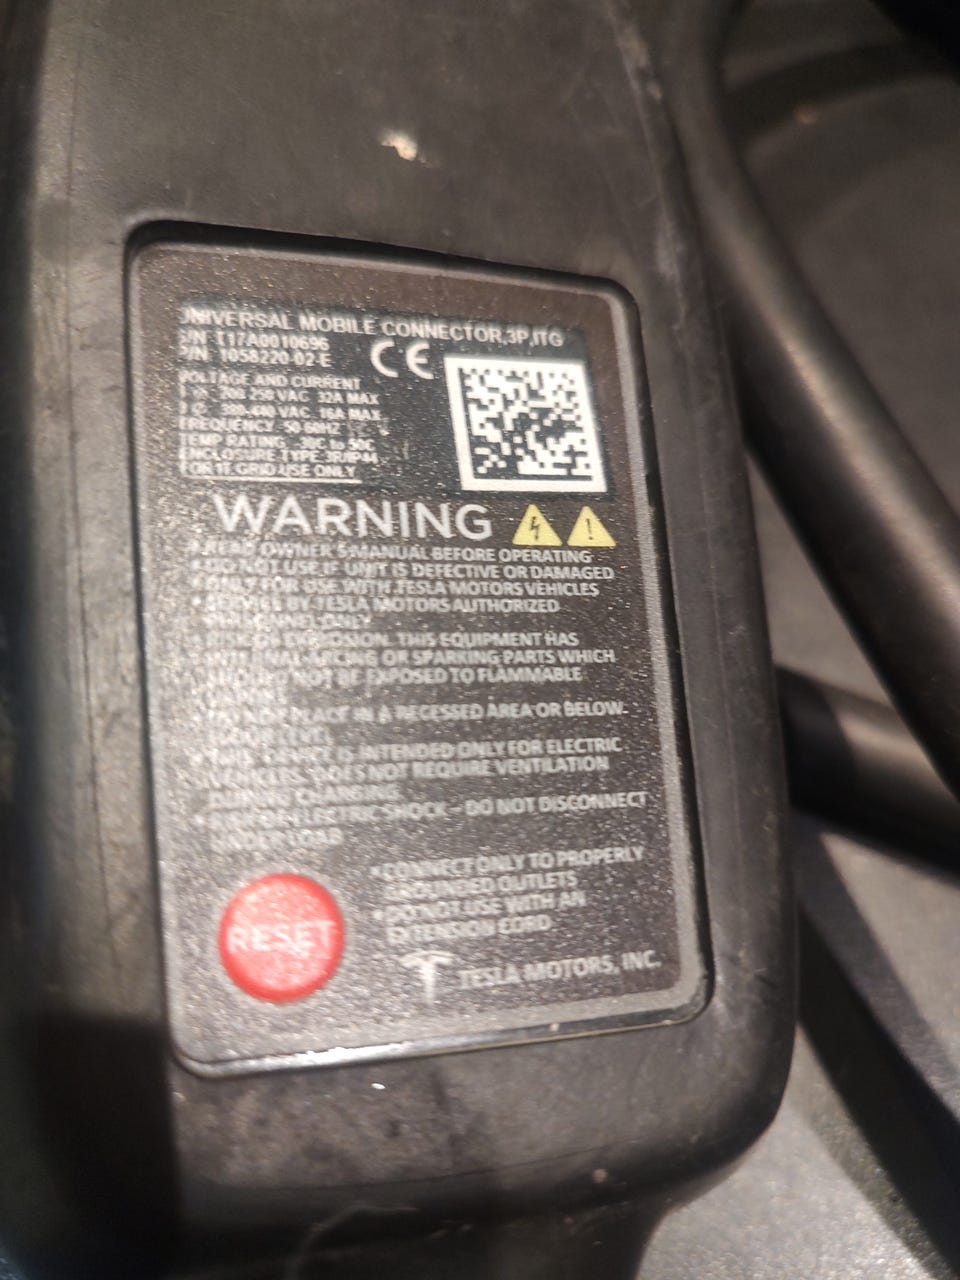 UNIVERSAL MOBILE CONNECTOR,3P,ITG
S/N T17A0010696
P/N 1058220-02-E
CE
VOLTAGE AND CURRENT
200-250 VAC 32A MAX
380-440 VAC 16A MAX
FREQUENCY 50-60HZ
TEMP RATING -30C to 50C
ENCLOSURE TYPE 3R/IP44
FOR IT GRID USE ONLY
WARNING
• READ OWNER'S MANUAL BEFORE OPERATING
• DO NOT USE IF UNIT IS DEFECTIVE OR DAMAGED
• ONLY FOR USE WITH TESLA MOTORS VEHICLES
• SERVICE BY TESLA MOTORS AUTHORIZED
PERSONNEL ONLY
• RISK OF EXPLOSION. THIS EQUIPMENT HAS
INTERNAL ARCING OR SPARKING PARTS WHICH
SHOULD NOT BE EXPOSED TO FLAMMABLE
• DO NOT PLACE IN A RECESSED AREA OR BELOW
FLOOR LEVEL
• THIS DEVICE IS INTENDED ONLY FOR ELECTRIC
VEHICLES. DOES NOT REQUIRE VENTILATION
DURING CHARGING
• RISK OF ELECTRIC SHOCK - DO NOT DISCONNECT
UNDER LOAD
• CONNECT ONLY TO PROPERLY
GROUNDED OUTLETS
• DO NOT USE WITH AN
EXTENSION CORD
RESET
TESLA MOTORS, INC.